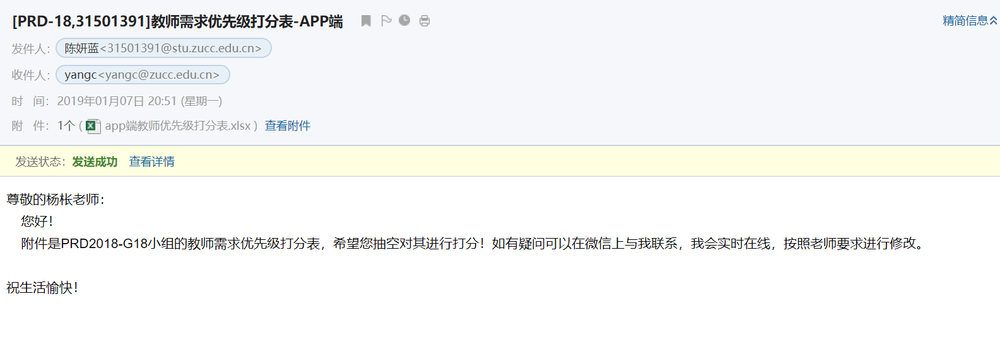 [PRD-18,31501391]教师需求优先级打分表-APP端
精简信息
发件人：陈妍蓝<31501391@stu.zucc.edu.cn>
收件人：yangc<yangc@zucc.edu.cn>
时 间：2019年01月07日 20:51 (星期一)
附 件：1个 ( app端教师优先级打分表.xlsx ) 查看附件
发送状态：发送成功 查看详情
尊敬的杨枨老师：
您好！
附件是PRD2018-G18小组的教师需求优先级打分表，希望您抽空对其进行打分！如有疑问可以在微信上与我联系，我会实时在线，按照老师要求进行修改。
祝生活愉快！